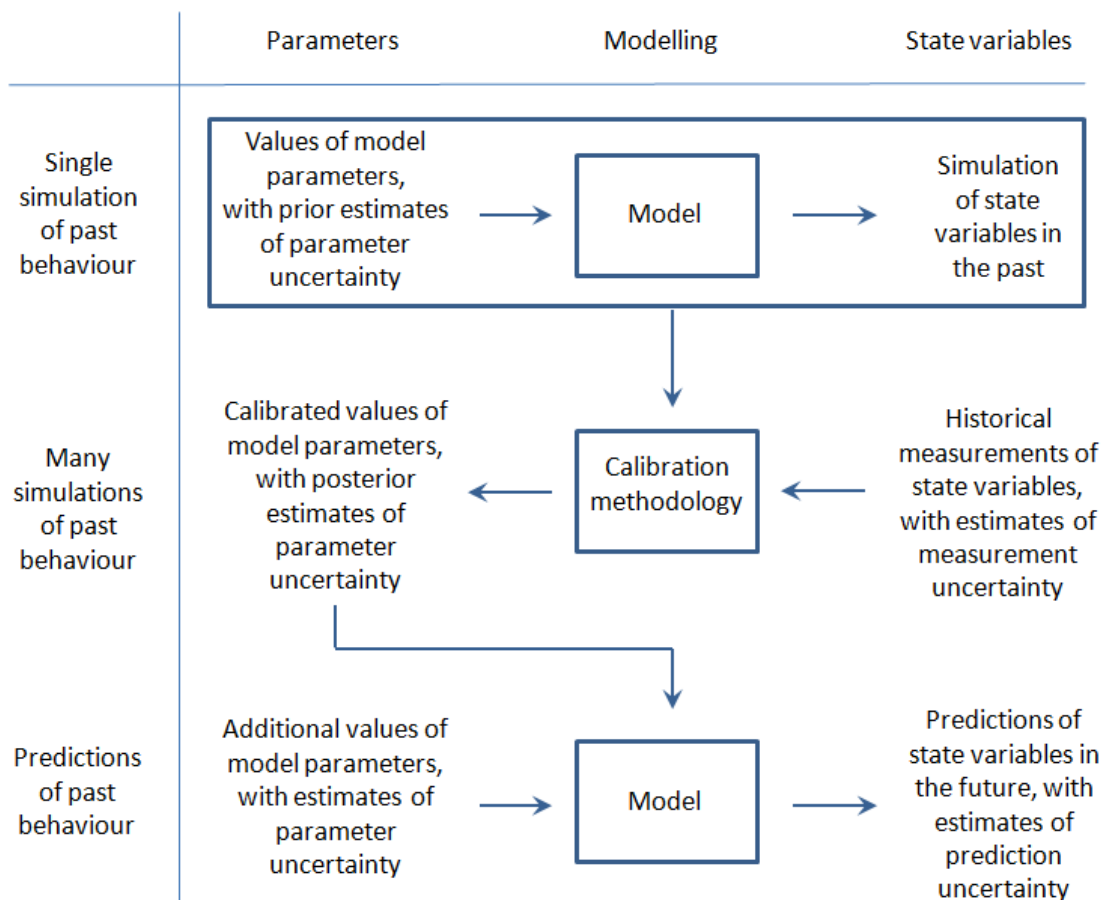 Parameters
Modelling
State variables
Single
simulation
of past
behaviour
Values of model
parameters,
with prior estimates
of parameter
uncertainty
Model
Simulation
of state
variables in
the past
Many
simulations
of past
behaviour
Calibrated values of
model parameters,
with posterior
estimates of
parameter
uncertainty
Calibration
methodology
Historical
measurements of
state variables,
with estimates of
measurement
uncertainty
Predictions
of past
behaviour
Additional values of
model parameters,
with estimates of
parameter
uncertainty
Model
Predictions of
state variables in
the future, with
estimates of
prediction
uncertainty